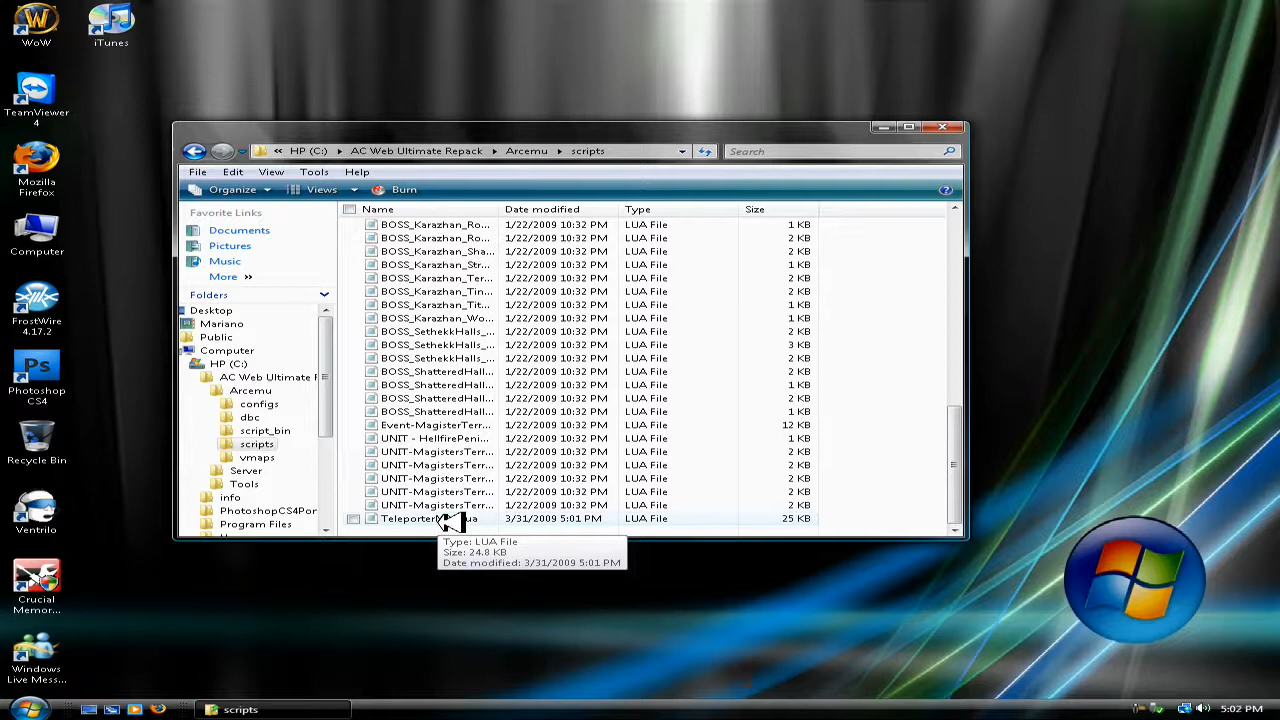 WoW
iTunes
TeamViewer
4
Mozilla
Firefox
Computer
FrostWire
4.17.2
Photoshop
CS4
Recycle Bin
Ventrilo
Crucial
Memor...
Windows
Live Mess...
HP (C:) AC Web Ultimate Repack Arcemu scripts Search
File Edit View Tools Help
Organize Views Burn
Favorite Links
Documents
Pictures
Music
More
Folders
Desktop
Mariano
Public
Computer
HP (C:)
AC Web Ultimate R
Arcemu
configs
dbc
script_bin
scripts
vmaps
Server
Tools
info
PhotoshopCS4Por
Program Files
Name Date modified Type Size
BOSS_Karazhan_Ro... 1/22/2009 10:32 PM LUA File 1 KB
BOSS_Karazhan_Ro... 1/22/2009 10:32 PM LUA File 2 KB
BOSS_Karazhan_Sha... 1/22/2009 10:32 PM LUA File 2 KB
BOSS_Karazhan_Str... 1/22/2009 10:32 PM LUA File 1 KB
BOSS_Karazhan_Ter... 1/22/2009 10:32 PM LUA File 2 KB
BOSS_Karazhan_Tin... 1/22/2009 10:32 PM LUA File 2 KB
BOSS_Karazhan_Tit... 1/22/2009 10:32 PM LUA File 1 KB
BOSS_Karazhan_Wo... 1/22/2009 10:32 PM LUA File 2 KB
BOSS_SethekkHalls_... 1/22/2009 10:32 PM LUA File 2 KB
BOSS_SethekkHalls_... 1/22/2009 10:32 PM LUA File 3 KB
BOSS_SethekkHalls_... 1/22/2009 10:32 PM LUA File 2 KB
BOSS_ShatteredHall... 1/22/2009 10:32 PM LUA File 2 KB
BOSS_ShatteredHall... 1/22/2009 10:32 PM LUA File 1 KB
BOSS_ShatteredHall... 1/22/2009 10:32 PM LUA File 2 KB
BOSS_ShatteredHall... 1/22/2009 10:32 PM LUA File 1 KB
Event-MagisterTerr... 1/22/2009 10:32 PM LUA File 12 KB
UNIT - HellfirePeni... 1/22/2009 10:32 PM LUA File 1 KB
UNIT-MagistersTerr... 1/22/2009 10:32 PM LUA File 2 KB
UNIT-MagistersTerr... 1/22/2009 10:32 PM LUA File 2 KB
UNIT-MagistersTerr... 1/22/2009 10:32 PM LUA File 2 KB
UNIT-MagistersTerr... 1/22/2009 10:32 PM LUA File 2 KB
UNIT-MagistersTerr... 1/22/2009 10:32 PM LUA File 2 KB
3/31/2009 5:01 PM LUA File 25 KB
Type: LUA File
Size: 24.8 KB
Date modified: 3/31/2009 5:01 PM
scripts
5:02 PM